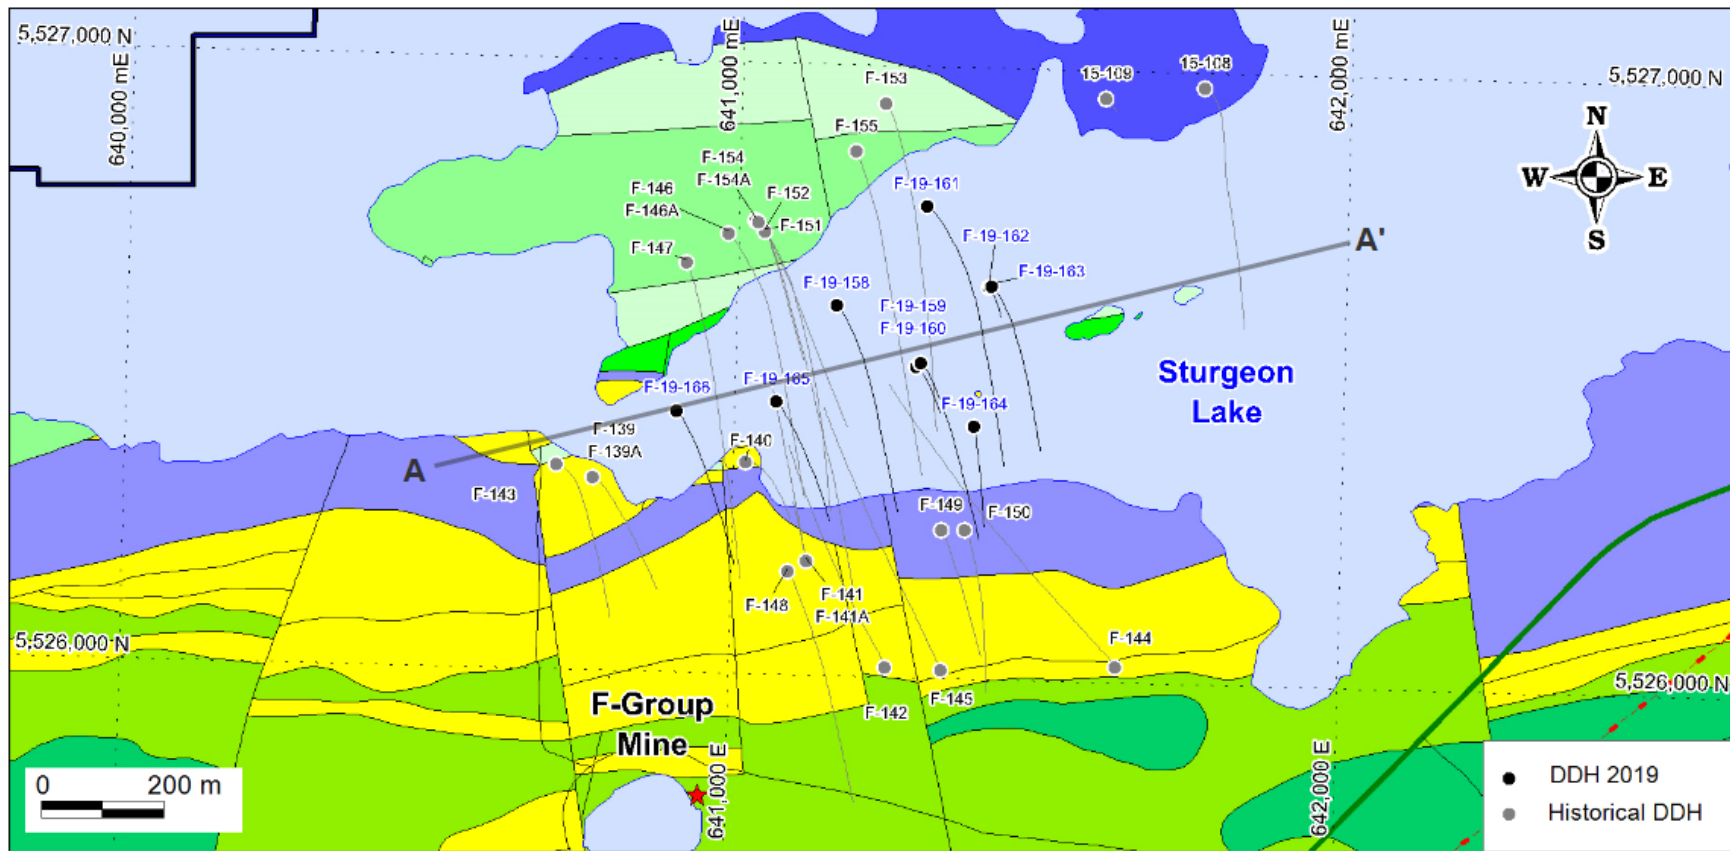 5,527,000 N
640,000 mE
641,000 mE
F-153
15-109
15-108
642,000 mE
5,527,000 N
N
W
E
S
F-155
F-154
F-154A
F-146
F-146A
F-152
F-151
F-147
F-19-161
F-19-162
F-19-163
A'
F-19-158
F-19-159
F-19-160
Sturgeon
Lake
F-19-166
F-19-165
F-19-164
F-139
F-139A
F-140
A
F-143
F-149
F-150
F-148
F-141
F-141A
F-144
5,526,000 N
5,526,000 N
F-Group
Mine
F-142
F-145
641,000 E
642,000 E
0 200 m
DDH 2019
Historical DDH